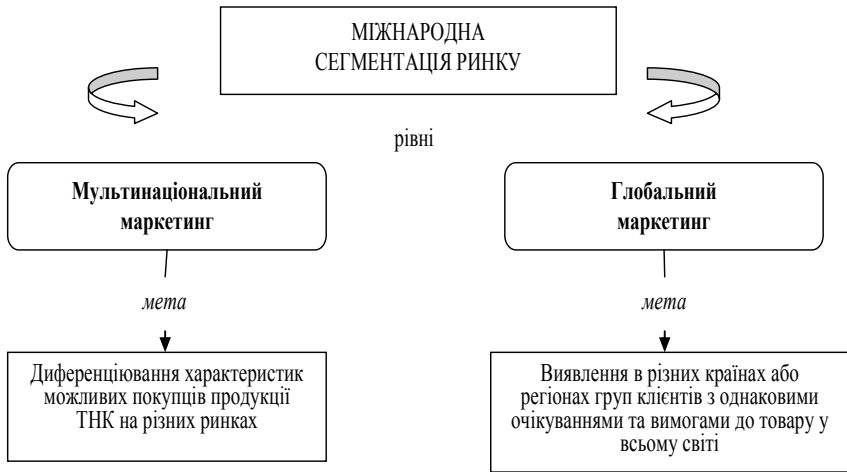 МІЖНАРОДНА
СЕГМЕНТАЦІЯ РИНКУ
рівні
Мультинаціональний
маркетинг
Глобальний
маркетинг
мета
мета
Диференціювання характеристик
можливих покупців продукції
ТНК на різних ринках
Виявлення в різних країнах або
регіонах груп клієнтів з однаковими
очікуваннями та вимогами до товару у
всьому світі